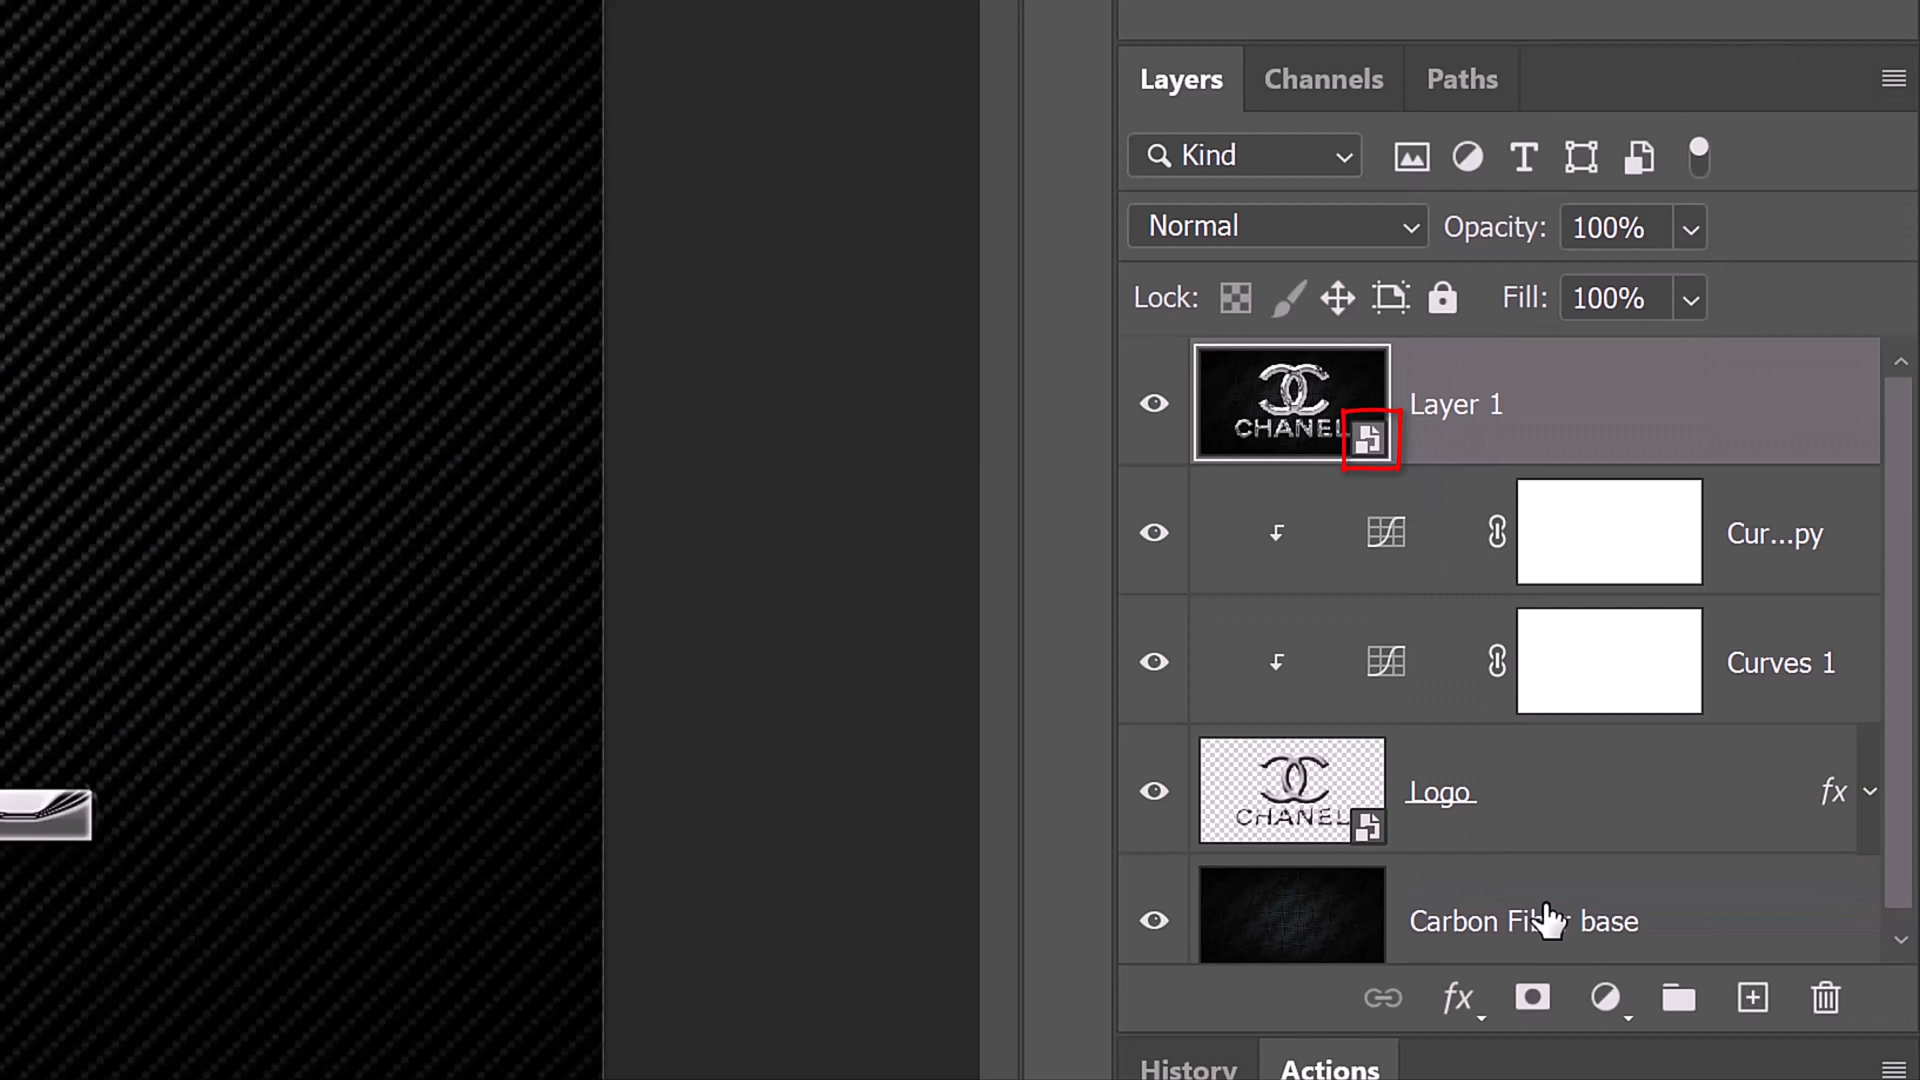 Layers Channels Paths
Kind T
Normal Opacity: 100%
Lock: Fill: 100%
CHANEL Layer 1
Cur...py
Curves 1
CHANEL Logo fx
Carbon Fiber base
fx
History Actions